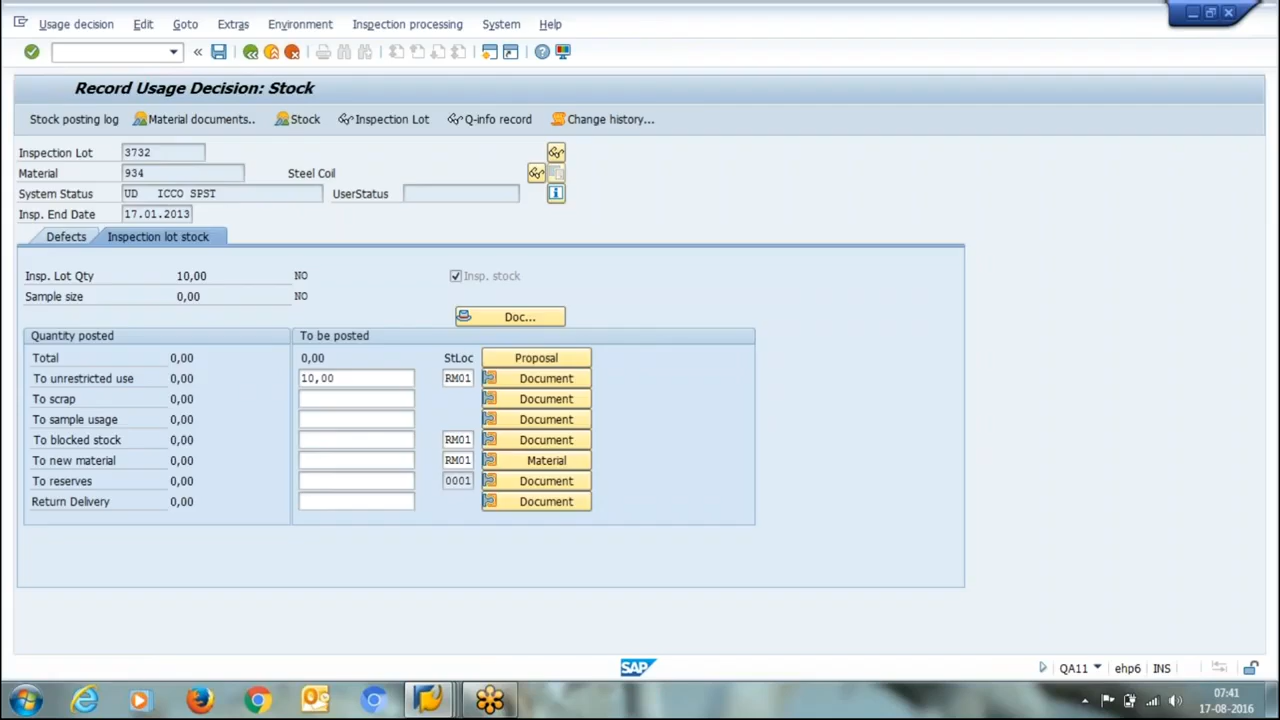 Usage decision Edit Goto Extras Environment Inspection processing System Help
Record Usage Decision: Stock
Stock posting log Material documents.. Stock Inspection Lot Q-info record Change history...
Inspection Lot 3732
Material 934 Steel Coil
System Status UD ICCO SPST UserStatus
Insp. End Date 17.01.2013
Defects Inspection lot stock
Insp. Lot Qty 10,00 NO Insp. stock
Sample size 0,00 NO
Doc...
Quantity posted To be posted
Total 0,00 0,00 StLoc Proposal
To unrestricted use 0,00 10,00 RM01 Document
To scrap 0,00 Document
To sample usage 0,00 Document
To blocked stock 0,00 RM01 Document
To new material 0,00 RM01 Material
To reserves 0,00 0001 Document
Return Delivery 0,00 Document
SAP QA11 ehp6 INS
07:41
17-08-2016